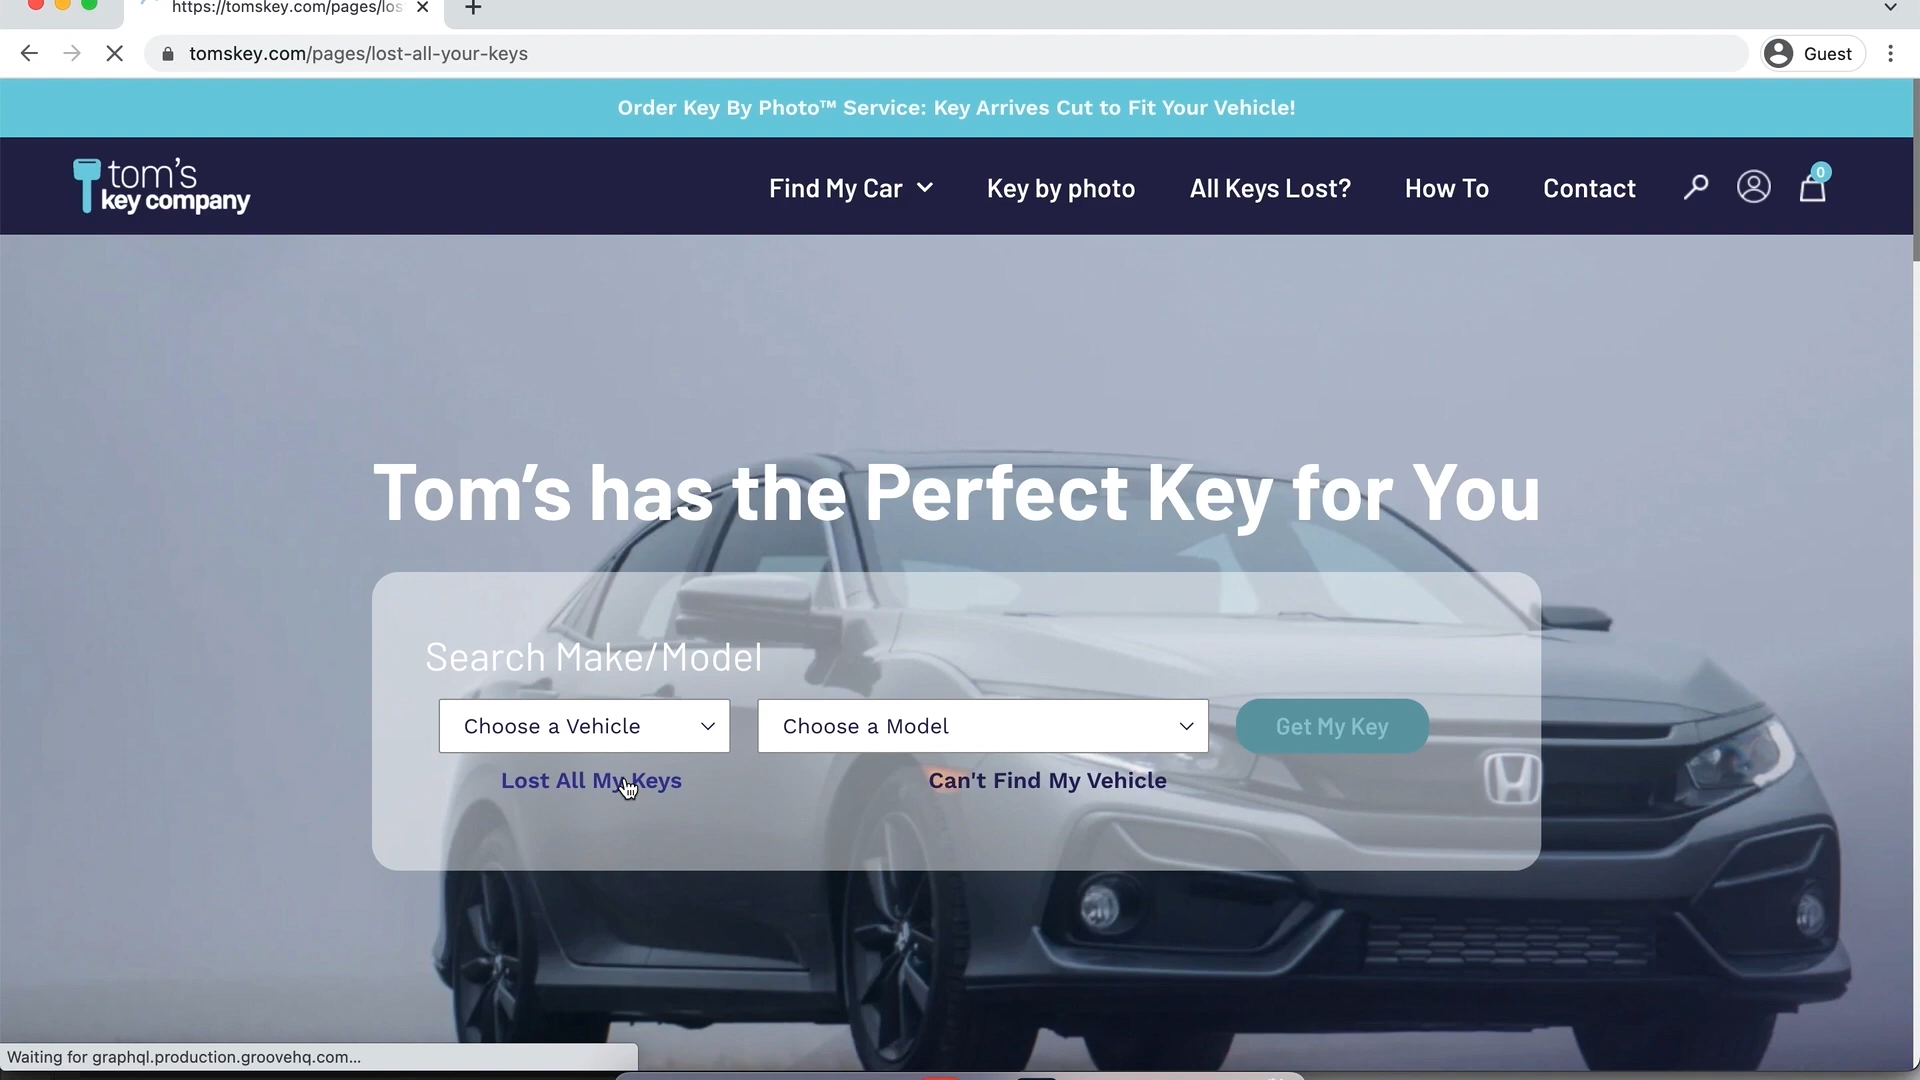 https://tomskey.com/pages/los
tomskey.com/pages/lost-all-your-keys
Guest
Order Key By Photo™ Service: Key Arrives Cut to Fit Your Vehicle!
tom's
key company
Find My Car
Key by photo
All Keys Lost?
How To
Contact
0
Tom's has the Perfect Key for You
Search Make/Model
Choose a Vehicle
Choose a Model
Get My Key
Lost All My Keys
Can't Find My Vehicle
Waiting for graphql.production.groovehq.com...